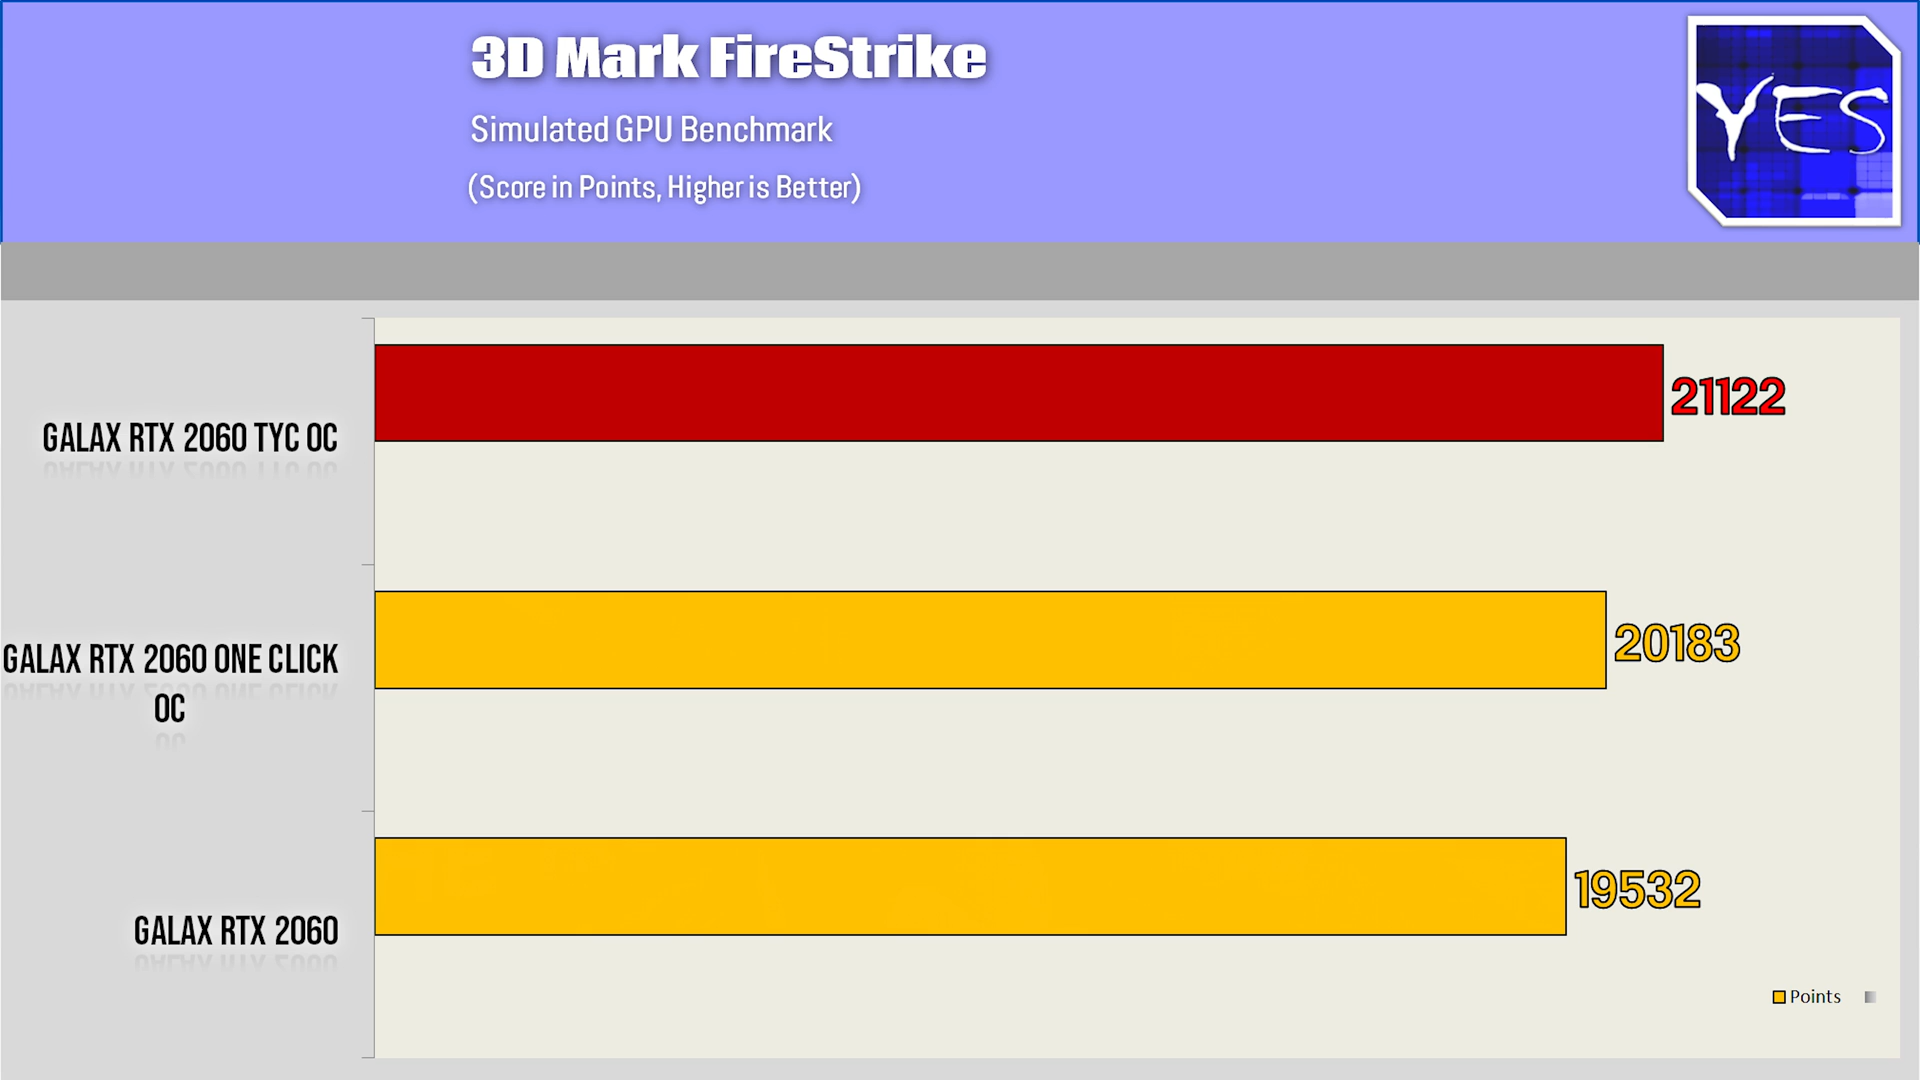 3D Mark FireStrike
Simulated GPU Benchmark
(Score in Points, Higher is Better)
YES
GALAX RTX 2060 TYC OC
21122
GALAX RTX 2060 ONE CLICK
OC
20183
GALAX RTX 2060
19532
Points